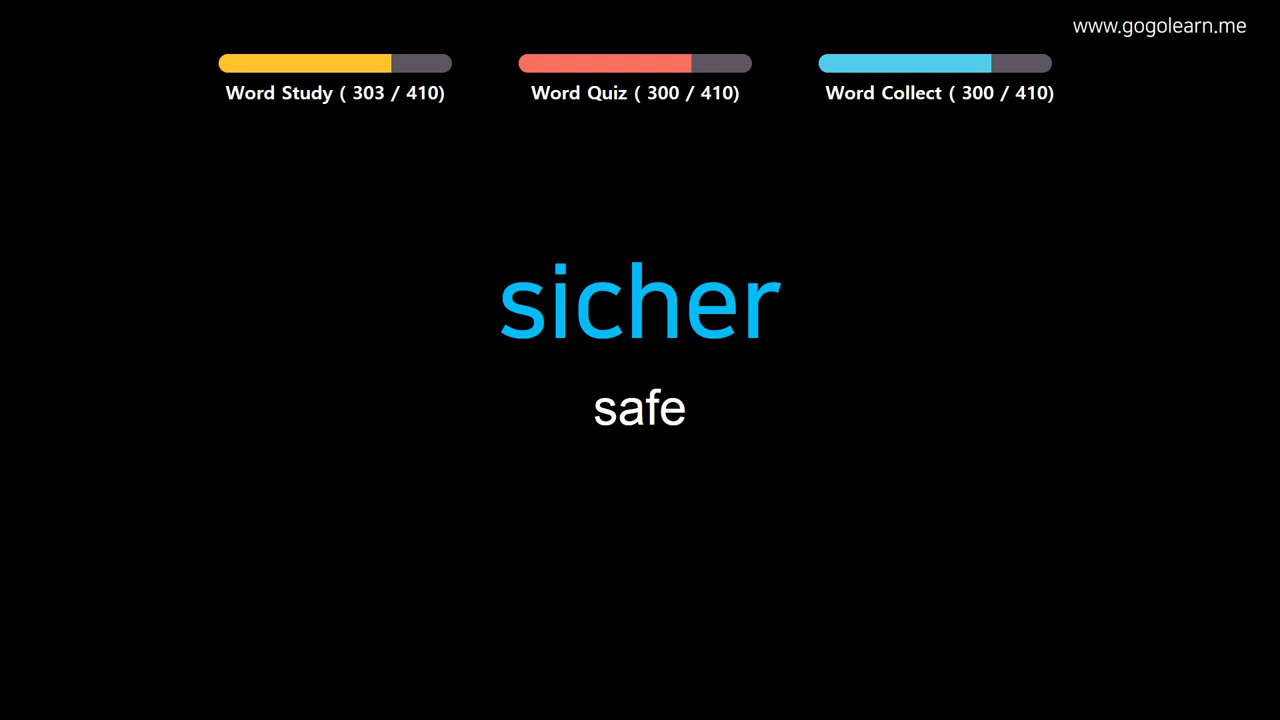 www.gogolearn.me
Word Study ( 303 / 410)
Word Quiz ( 300 / 410)
Word Collect ( 300 / 410)
sicher
safe